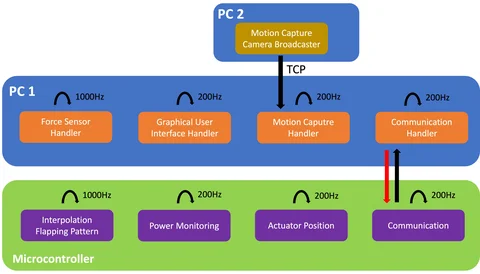 PC 2
Motion Capture
Camera Broadcaster
TCP
PC 1
1000Hz
200Hz
200Hz
200Hz
Force Sensor
Handler
Graphical User
Interface Handler
Motion Caputre
Handler
Communication
Handler
1000Hz
200Hz
200Hz
200Hz
Interpolation
Flapping Pattern
Power Monitoring
Actuator Position
Communication
Microcontroller